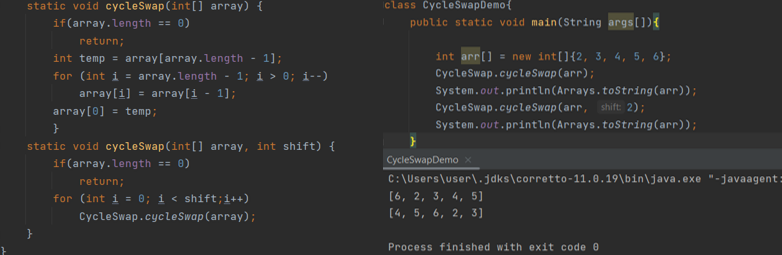 static void cycleSwap(int[] array) {
if(array.length == 0)
return;
int temp = array[array.length - 1];
for (int i = array.length - 1; i > 0; i--)
array[i] = array[i - 1];
array[0] = temp;
}
static void cycleSwap(int[] array, int shift) {
if(array.length == 0)
return;
for (int i = 0; i < shift;i++)
CycleSwap.cycleSwap(array);
}
}
class CycleSwapDemo{
public static void main(String args[]){
int arr[] = new int[]{2, 3, 4, 5, 6};
CycleSwap.cycleSwap(arr);
System.out.println(Arrays.toString(arr));
CycleSwap.cycleSwap(arr, shift: 2);
System.out.println(Arrays.toString(arr));
}
CycleSwapDemo ×
C:\Users\user\.jdks\corretto-11.0.19\bin\java.exe "-javaagent:
[6, 2, 3, 4, 5]
[4, 5, 6, 2, 3]
Process finished with exit code 0